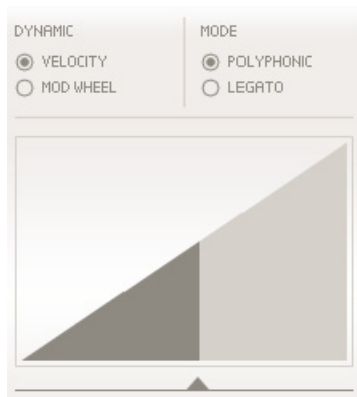 DYNAMIC
VELOCITY
MOD WHEEL
MODE
POLYPHONIC
LEGATO